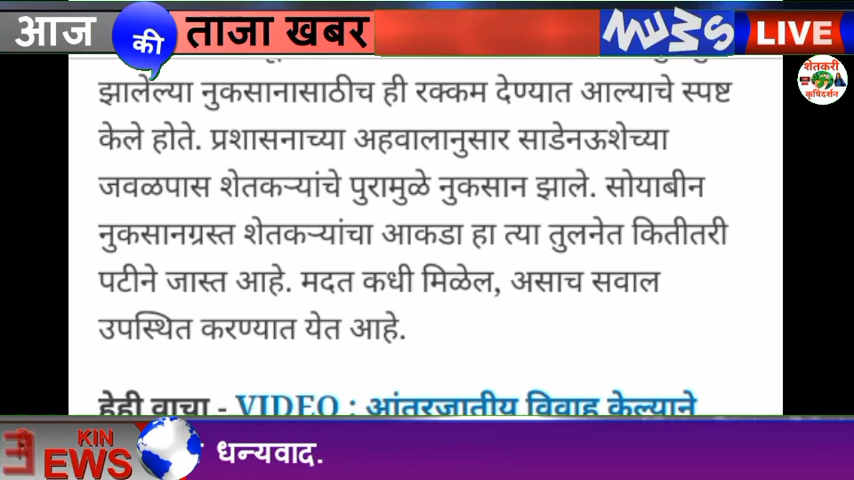 आज की ताजा खबर NEWS LIVE
शेतकरी
कृषिदर्शन
झालेल्या नुकसानासाठीच ही रक्कम देण्यात आल्याचे स्पष्ट
केले होते. प्रशासनाच्या अहवालानुसार साडेनऊशेच्या
जवळपास शेतकऱ्यांचे पुरामुळे नुकसान झाले. सोयाबीन
नुकसानग्रस्त शेतकऱ्यांचा आकडा हा त्या तुलनेत कितीतरी
पटीने जास्त आहे. मदत कधी मिळेल, असाच सवाल
उपस्थित करण्यात येत आहे.
हेही वाचा - VIDEO : आंतरजातीय विवाह केल्याने
KIN
EWS धन्यवाद.